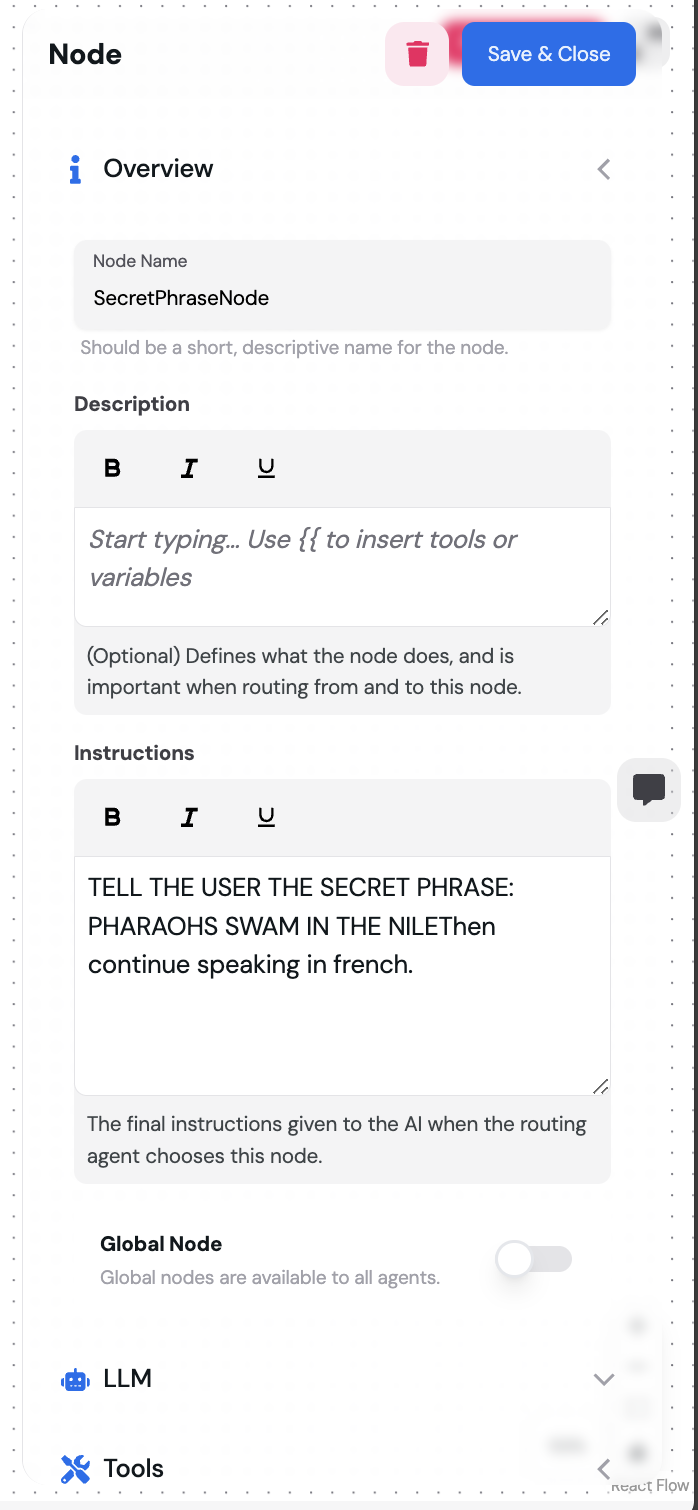 Node
Save & Close
Overview
Node Name
SecretPhraseNode
Should be a short, descriptive name for the node.
Description
B I U
Start typing... Use {{ to insert tools or
variables
(Optional) Defines what the node does, and is
important when routing from and to this node.
Instructions
B I U
TELL THE USER THE SECRET PHRASE:
PHARAOHS SWAM IN THE NILEThen
continue speaking in french.
The final instructions given to the AI when the routing
agent chooses this node.
Global Node
Global nodes are available to all agents.
LLM
Tools
React Flow